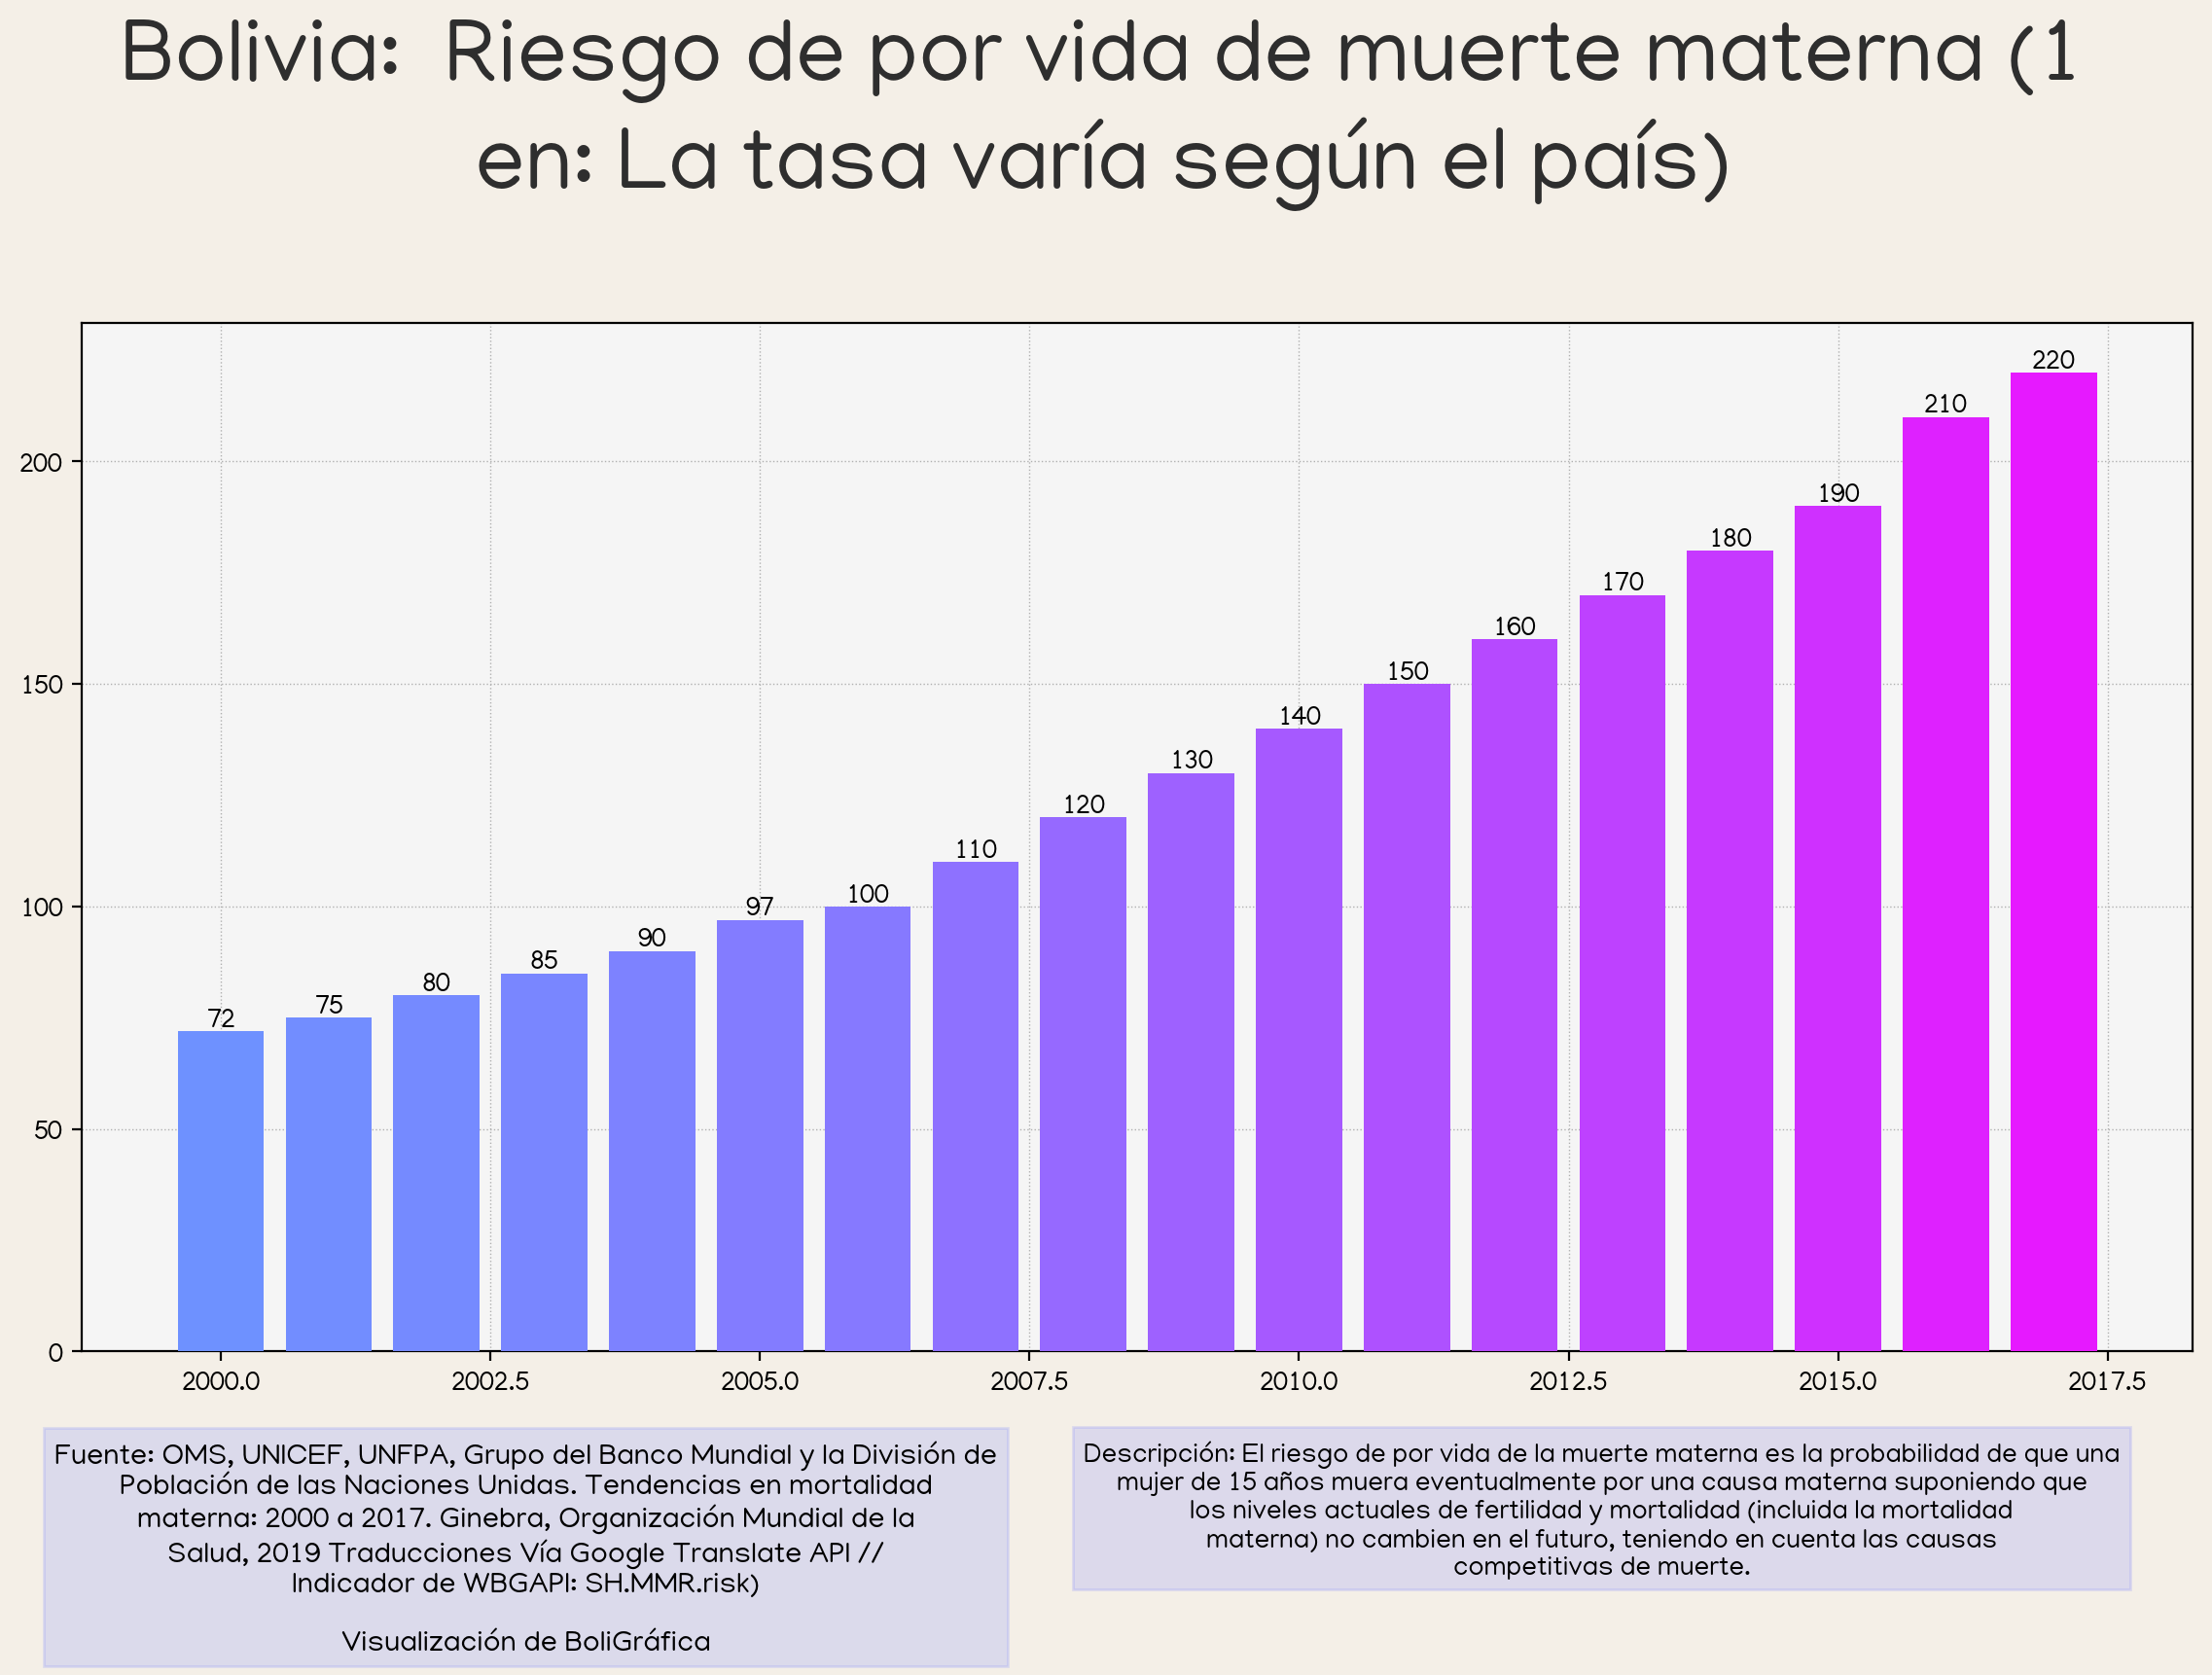 Bolivia: Riesgo de por vida de muerte materna (1
en: La tasa varía según el país)
220
210
200
190
180
170
160
150
150
140
130
120
110
100
100
97
90
85
80
75
72
50
0
2000.0 2002.5 2005.0 2007.5 2010.0 2012.5 2015.0 2017.5
Fuente: OMS, UNICEF, UNFPA, Grupo del Banco Mundial y la División de
Población de las Naciones Unidas. Tendencias en mortalidad
materna: 2000 a 2017. Ginebra, Organización Mundial de la
Salud, 2019 Traducciones Vía Google Translate API //
Indicador de WBGAPI: SH.MMR.risk)
Visualización de BoliGráfica
Descripción: El riesgo de por vida de la muerte materna es la probabilidad de que una
mujer de 15 años muera eventualmente por una causa materna suponiendo que
los niveles actuales de fertilidad y mortalidad (incluida la mortalidad
materna) no cambien en el futuro, teniendo en cuenta las causas
competitivas de muerte.